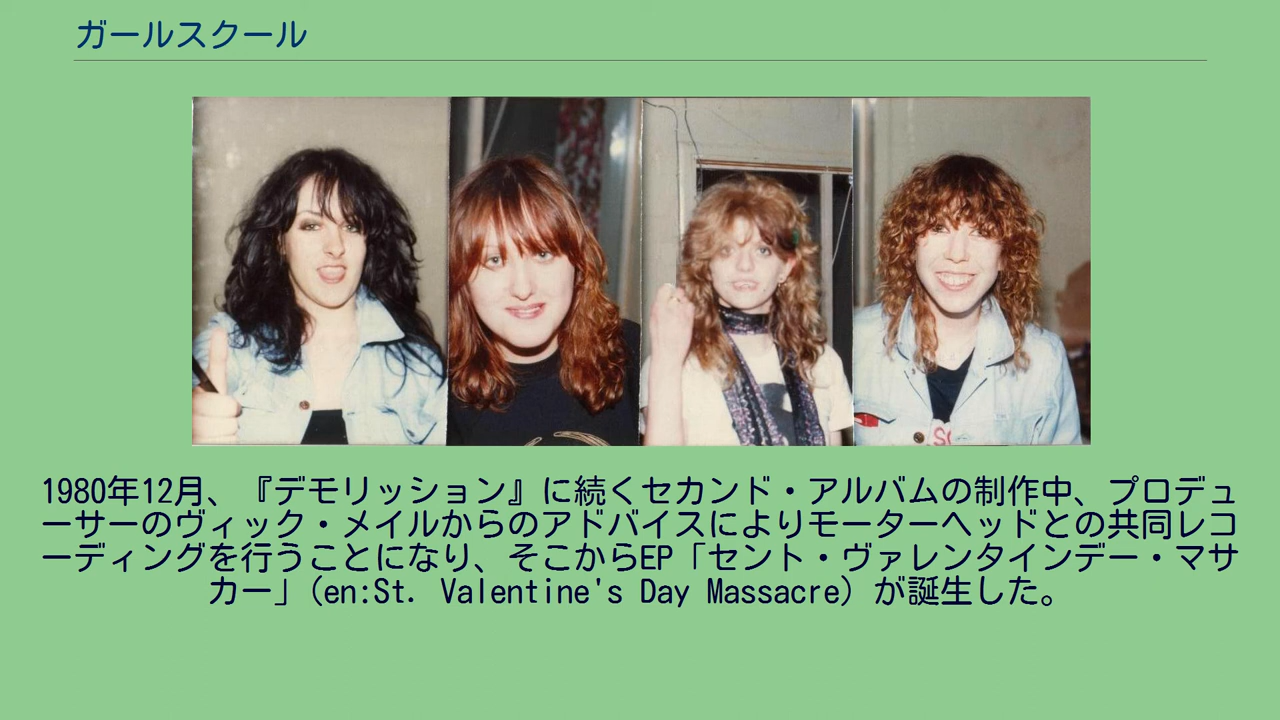 ガールスクール
1980年12月、『デモリッション』に続くセカンド・アルバムの制作中、プロデュ
ーサーのヴィック・メイルからのアドバイスによりモーターヘッドとの共同レコ
ーディングを行うことになり、そこからEP「セント・ヴァレンタインデー・マサ
カー」(en:St. Valentine's Day Massacre) が誕生した。